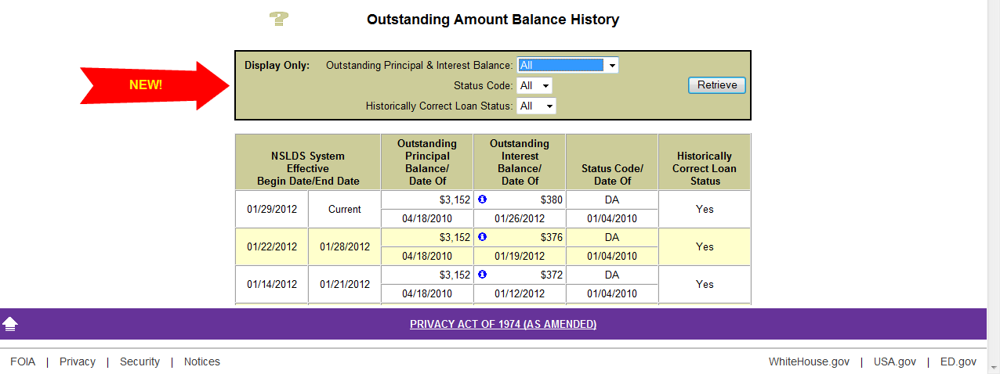 ?
Outstanding Amount Balance History
NEW!
Display Only: Outstanding Principal & Interest Balance: All
Status Code: All
Retrieve
Historically Correct Loan Status: All
NSLDS System
Effective
Begin Date/End Date
Outstanding
Principal
Balance/
Date Of
Outstanding
Interest
Balance/
Date Of
Status Code/
Date Of
Historically
Correct Loan
Status
01/29/2012 Current $3,152 i $380 DA Yes
04/18/2010 01/26/2012 01/04/2010
01/22/2012 01/28/2012 $3,152 i $376 DA Yes
04/18/2010 01/19/2012 01/04/2010
01/14/2012 01/21/2012 $3,152 i $372 DA Yes
04/18/2010 01/12/2012 01/04/2010
PRIVACY ACT OF 1974 (AS AMENDED)
FOIA | Privacy | Security | Notices WhiteHouse.gov | USA.gov | ED.gov